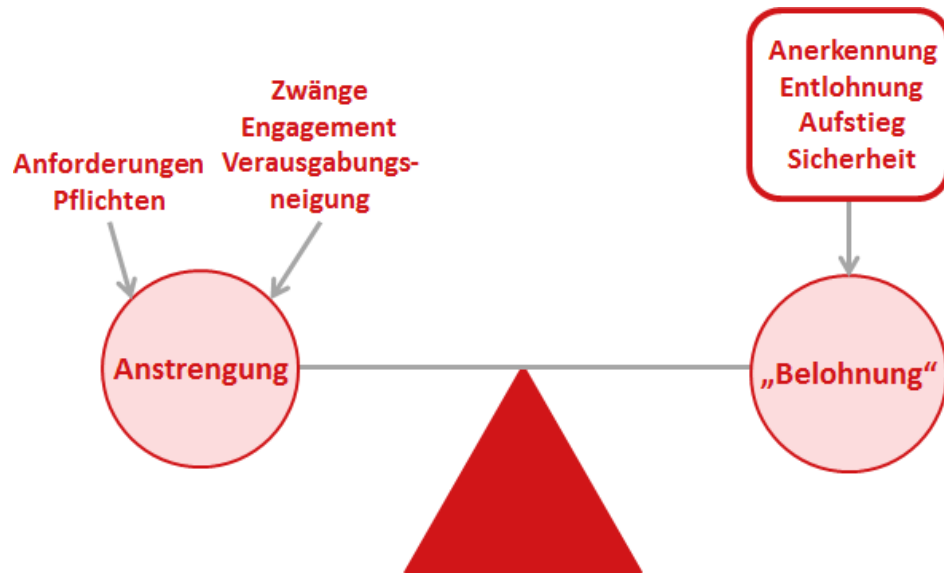 Anforderungen
Pflichten
Zwänge
Engagement
Verausgabungs-
neigung
Anerkennung
Entlohnung
Aufstieg
Sicherheit
Anstrengung
„Belohnung“